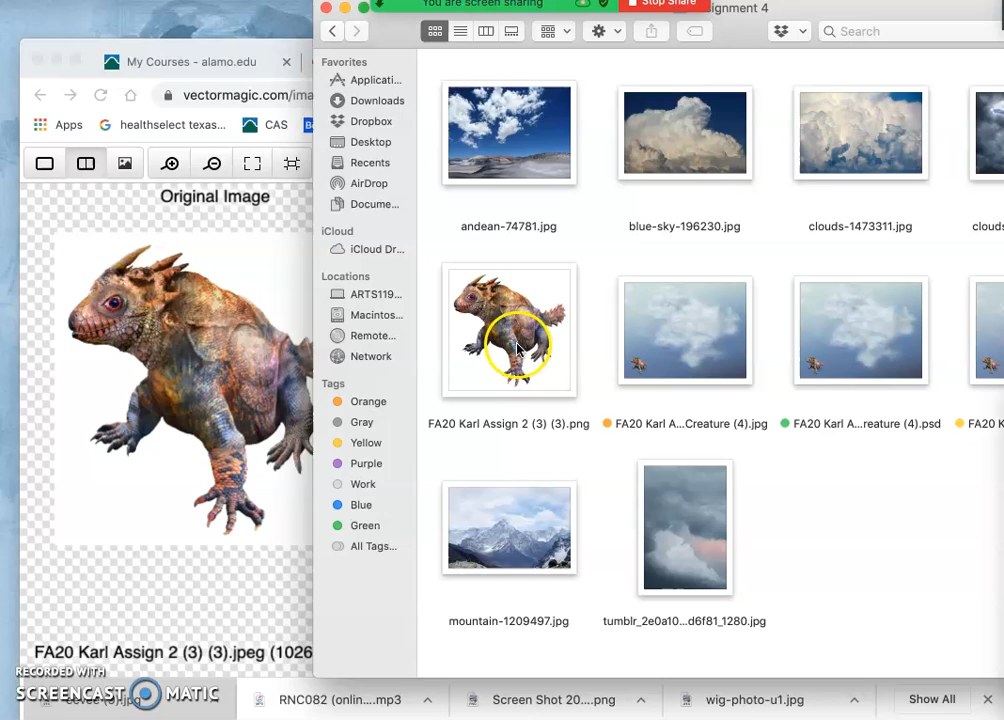 You are screen sharing
Stop Share
signment 4
My Courses - alamo.edu
vectormagic.com/ima
Search
Apps
healthselect texas...
CAS
Original Image
Favorites
Applicati...
Downloads
Dropbox
Desktop
Recents
AirDrop
Docume...
iCloud
iCloud Dr...
Locations
ARTS119...
Macintos...
Remote...
Network
Tags
Orange
Gray
Yellow
Purple
Work
Blue
Green
All Tags...
andean-74781.jpg
blue-sky-196230.jpg
clouds-1473311.jpg
clouds
FA20 Karl Assign 2 (3) (3).png
FA20 Karl A...Creature (4).jpg
FA20 Karl A...reature (4).psd
FA20 K
mountain-1209497.jpg
tumblr_2e0a10...d6f81_1280.jpg
FA20 Karl Assign 2 (3) (3).jpeg (1026
RECORDED WITH
SCREENCAST MATIC
RNC082 (onlin....mp3
Screen Shot 20....png
wig-photo-u1.jpg
Show All